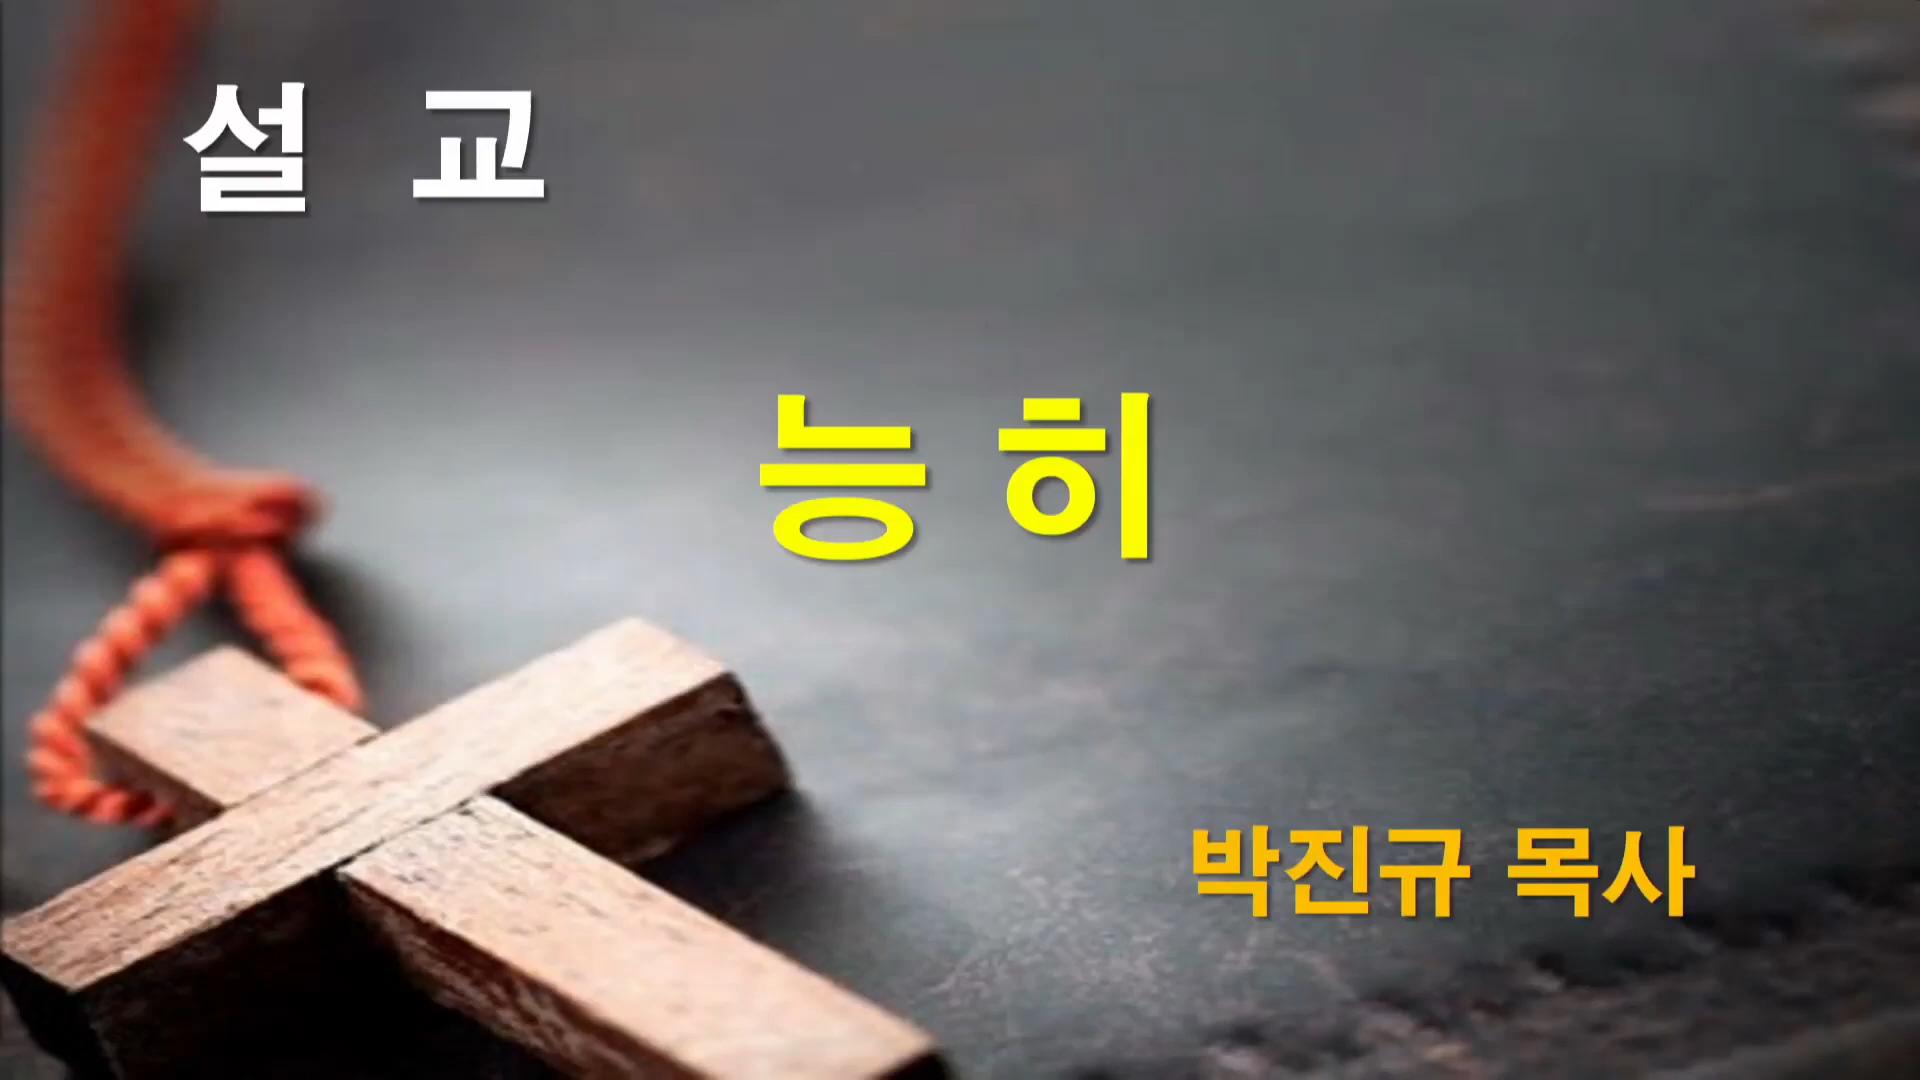 설 교
능히
박진규 목사